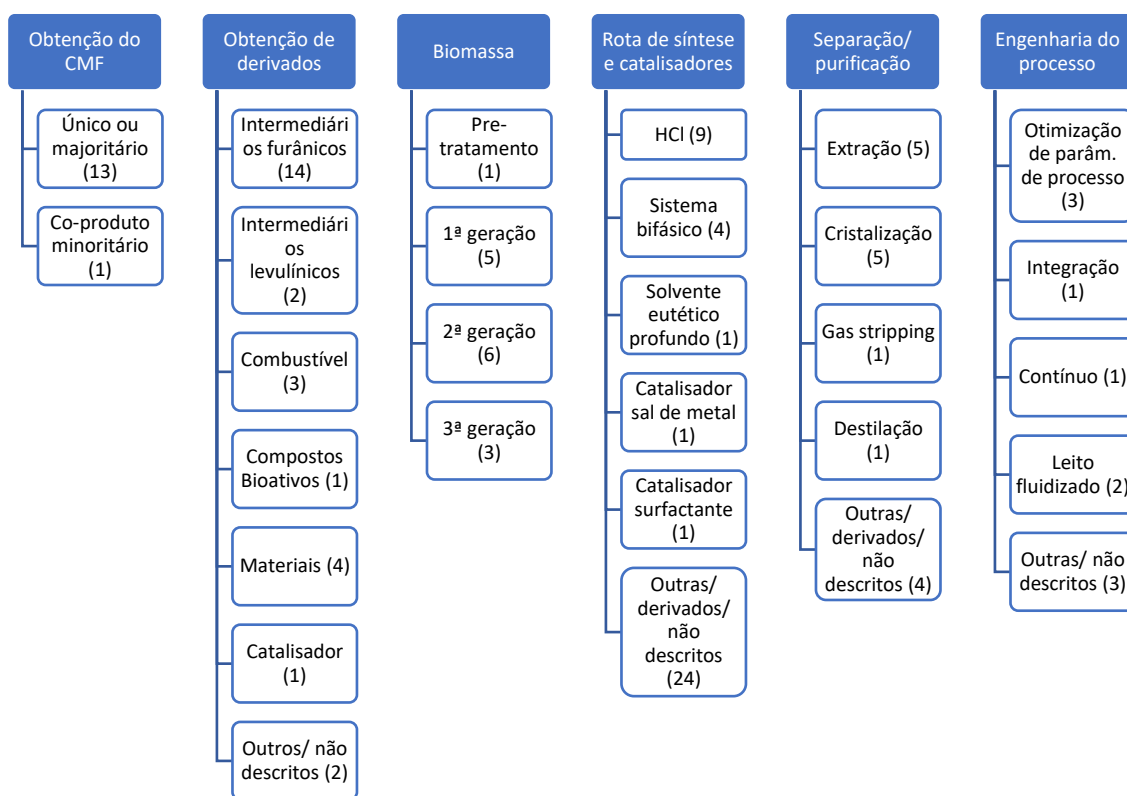 Obtenção do
CMF
Único ou
majoritário
(13)
Co-produto
minoritário
(1)
Obtenção de
derivados
Intermediári
os furânicos
(14)
Intermediári
os
levulínicos
(2)
Combustível
(3)
Compostos
Bioativos (1)
Materiais (4)
Catalisador
(1)
Outros/ não
descritos (2)
Biomassa
Pre-
tratamento
(1)
1ª geração
(5)
2ª geração
(6)
3ª geração
(3)
Rota de síntese
e catalisadores
HCl (9)
Sistema
bifásico (4)
Solvente
eutético
profundo (1)
Catalisador
sal de metal
(1)
Catalisador
surfactante
(1)
Outras/
derivados/
não
descritos
(24)
Separação/
purificação
Extração (5)
Cristalização
(5)
Gas stripping
(1)
Destilação
(1)
Outras/
derivados/
não
descritos (4)
Engenharia do
processo
Otimização
de parâm.
de processo
(3)
Integração
(1)
Contínuo (1)
Leito
fluidizado (2)
Outras/ não
descritos (3)